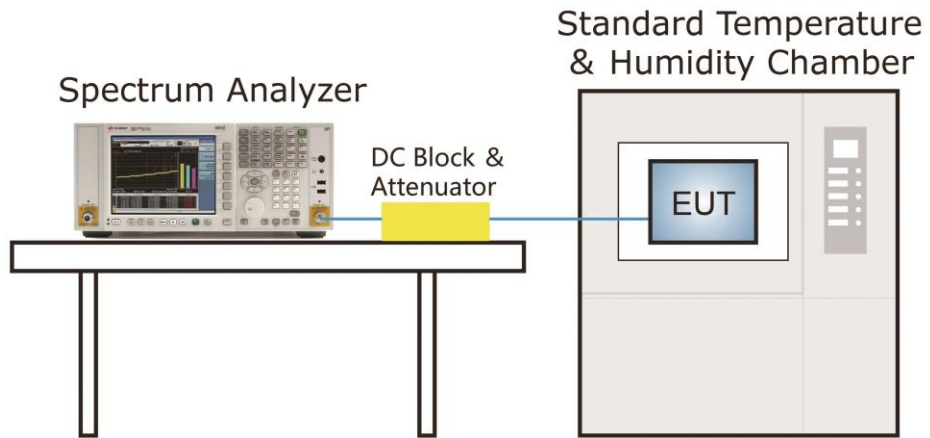 Standard Temperature
& Humidity Chamber
Spectrum Analyzer
DC Block &
Attenuator
EUT